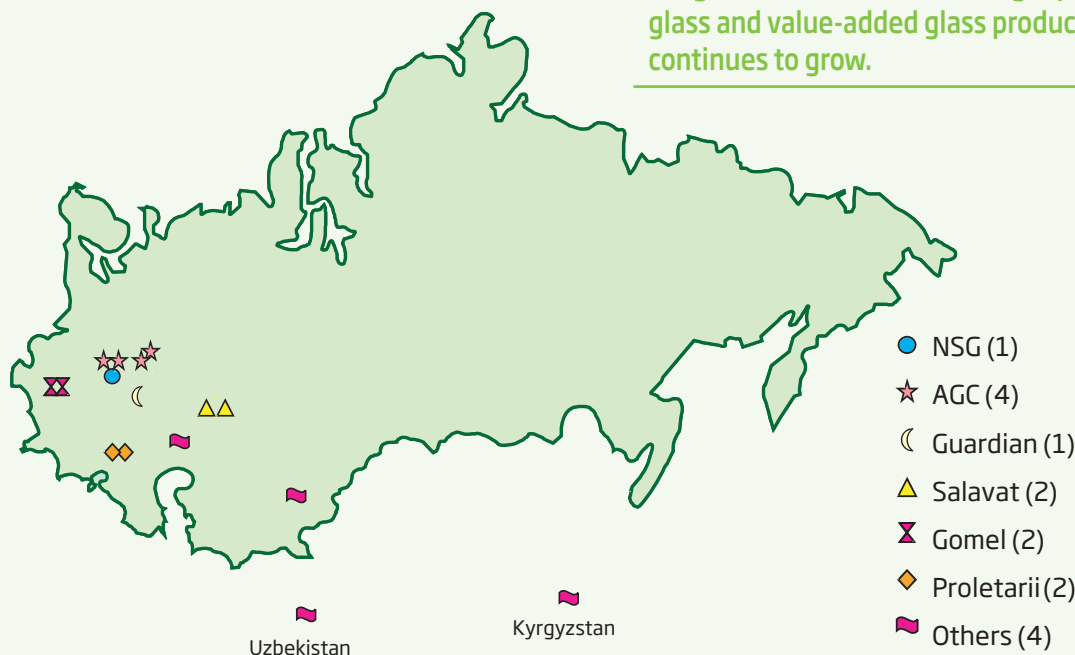 glass and value-added glass
continues to grow.
NSG (1)
AGC (4)
Guardian (1)
Salavat (2)
Gomel (2)
Proletarii (2)
Others (4)
Kyrgyzstan
Uzbekistan